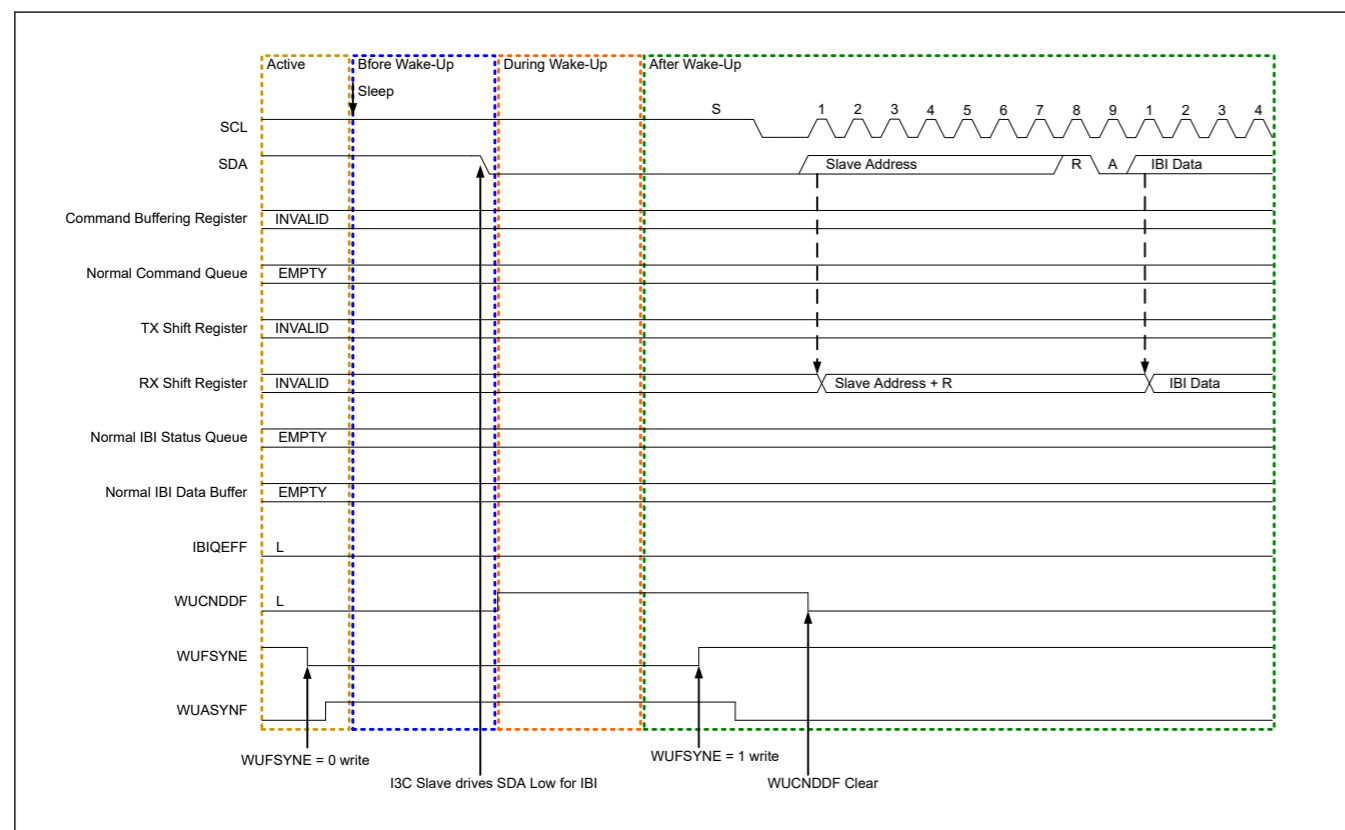 Active
Bfore Wake-Up
During Wake-Up
After Wake-Up
Sleep
SCL
S
1 2 3 4 5 6 7 8 9 1 2 3 4
SDA
Slave Address
R
A
IBI Data
Command Buffering Register
INVALID
Normal Command Queue
EMPTY
TX Shift Register
INVALID
RX Shift Register
INVALID
Slave Address + R
IBI Data
Normal IBI Status Queue
EMPTY
Normal IBI Data Buffer
EMPTY
IBIQEFF
L
WUCNDDF
L
WUFSYNE
WUASYNF
WUFSYNE = 0 write
WUFSYNE = 1 write
I3C Slave drives SDA Low for IBI
WUCNDDF Clear